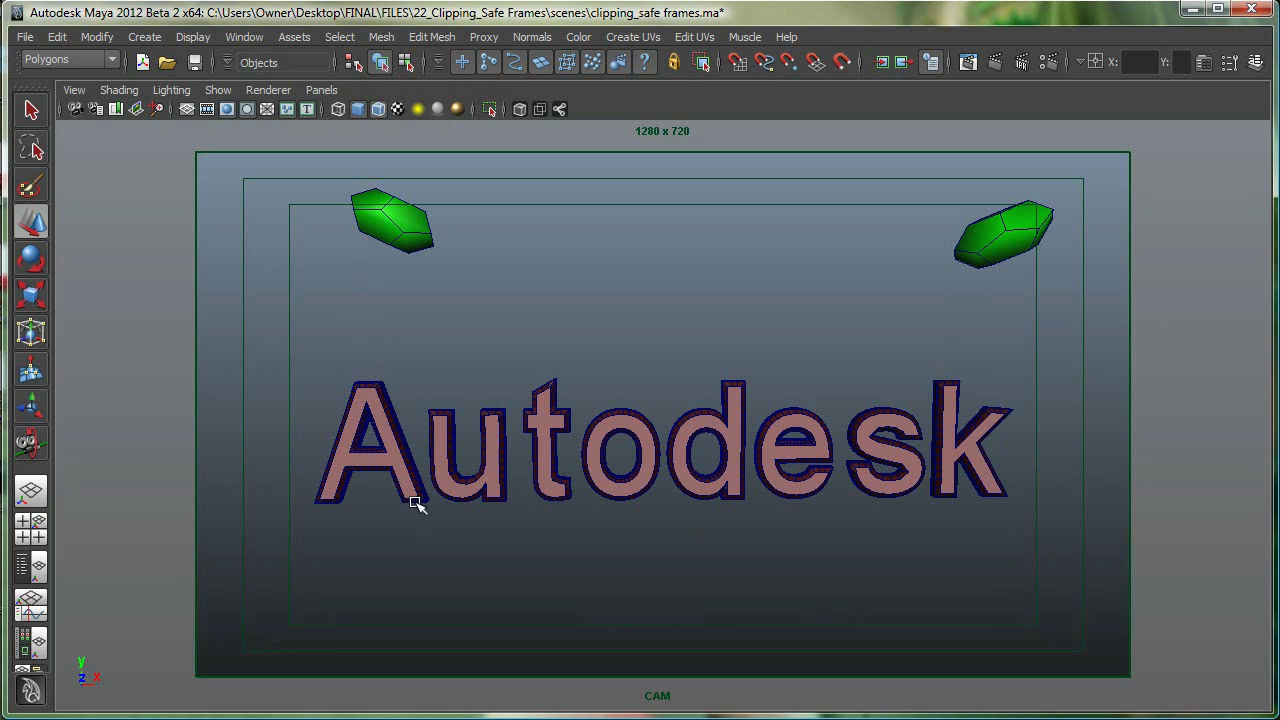 Autodesk Maya 2012 Beta 2 x64: C:\Users\Owner\Desktop\FINAL\FILES\22_Clipping_Safe Frames\scenes\clipping_safe frames.ma*
File Edit Modify Create Display Window Assets Select Mesh Edit Mesh Proxy Normals Color Create UVs Edit UVs Muscle Help
Polygons Objects X: Y:
View Shading Lighting Show Renderer Panels
1280 x 720
Autodesk
y
z x
CAM